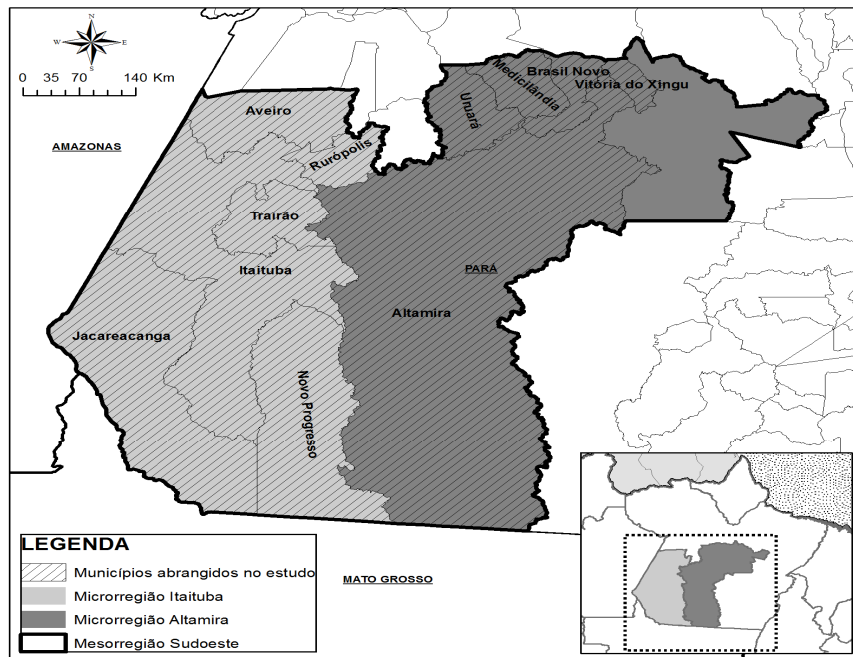 N
W E
S
0 35 70 140 Km
AMAZONAS
Aveiro
Rurópolis
Uruará
Medicilândia
Brasil Novo
Vitória do Xingu
Trairão
Itaituba
PARÁ
Altamira
Jacareacanga
Novo Progresso
LEGENDA
Municípios abrangidos no estudo
Microrregião Itaituba
Microrregião Altamira
Mesorregião Sudoeste
MATO GROSSO